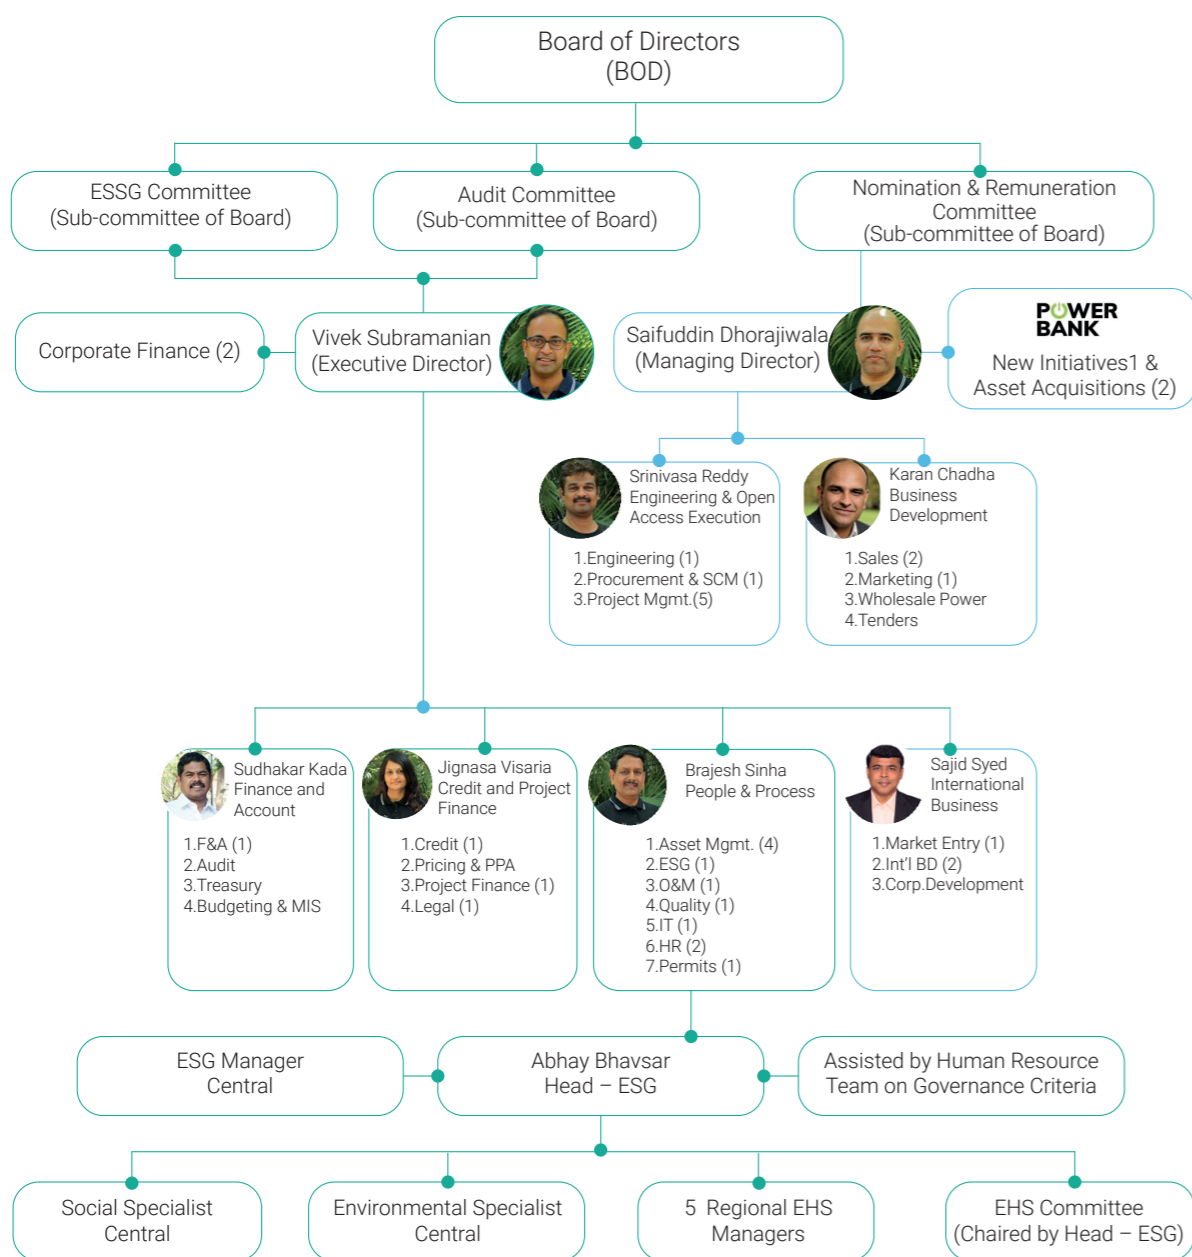 Board of Directors
(BOD)
ESSG Committee
(Sub-committee of Board)
Audit Committee
(Sub-committee of Board)
Nomination & Remuneration
Committee
(Sub-committee of Board)
Corporate Finance (2)
Vivek Subramanian
(Executive Director)
Saifuddin Dhorajiwala
(Managing Director)
POWER
BANK
New Initiatives1 &
Asset Acquisitions (2)
Srinivasa Reddy
Engineering & Open
Access Execution
1.Engineering (1)
2.Procurement & SCM (1)
3.Project Mgmt.(5)
Karan Chadha
Business
Development
1.Sales (2)
2.Marketing (1)
3.Wholesale Power
4.Tenders
Sudhakar Kada
Finance and
Account
1.F&A (1)
2.Audit
3.Treasury
4.Budgeting & MIS
Jignasa Visaria
Credit and Project
Finance
1.Credit (1)
2.Pricing & PPA
3.Project Finance (1)
4.Legal (1)
Brajesh Sinha
People & Process
1.Asset Mgmt. (4)
2.ESG (1)
3.O&M (1)
4.Quality (1)
5.IT (1)
6.HR (2)
7.Permits (1)
Sajid Syed
International
Business
1.Market Entry (1)
2.Int'l BD (2)
3.Corp.Development
ESG Manager
Central
Abhay Bhavsar
Head – ESG
Assisted by Human Resource
Team on Governance Criteria
Social Specialist
Central
Environmental Specialist
Central
5 Regional EHS
Managers
EHS Committee
(Chaired by Head – ESG)